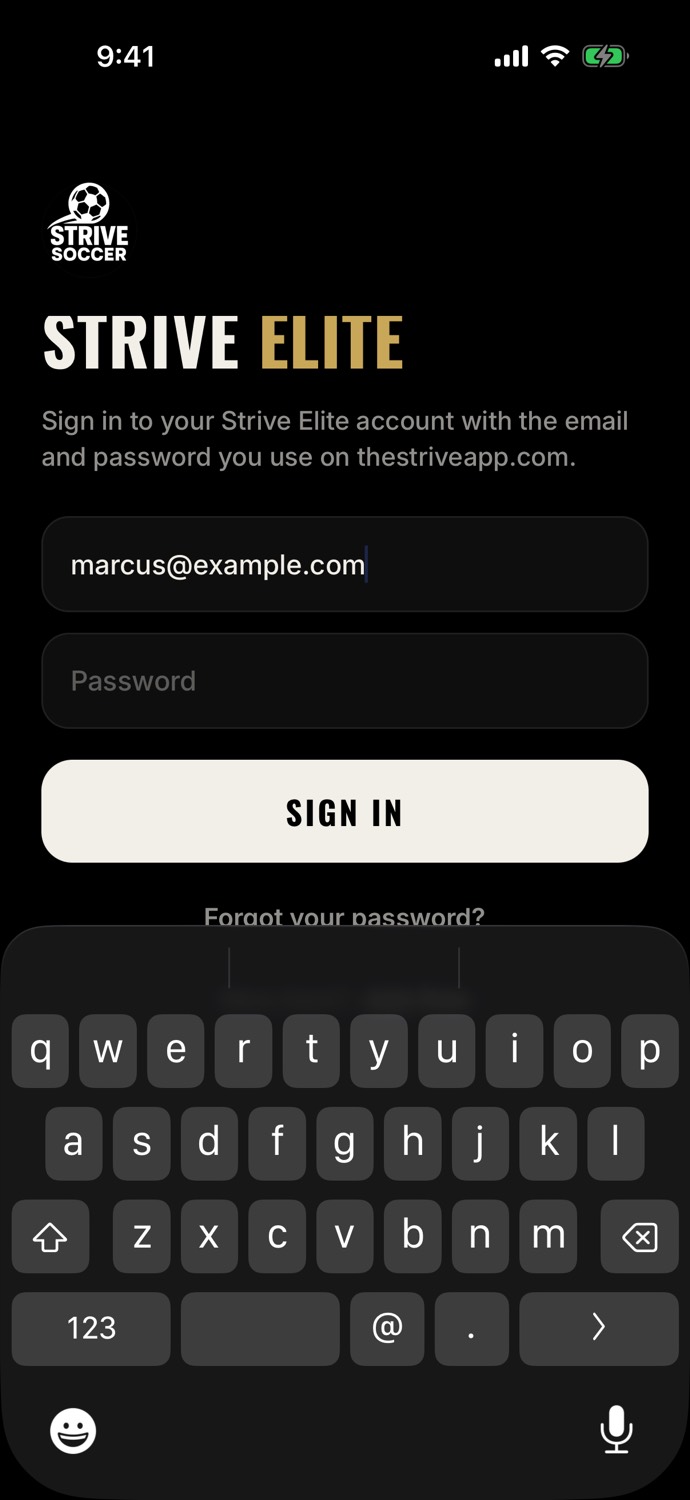 9:41
STRIVE
SOCCER
STRIVE ELITE
Sign in to your Strive Elite account with the email
and password you use on thestriveapp.com.
marcus@example.com
Password
SIGN IN
Forgot your password?
q w e r t y u i o p
a s d f g h j k l
z x c v b n m
123 @ .